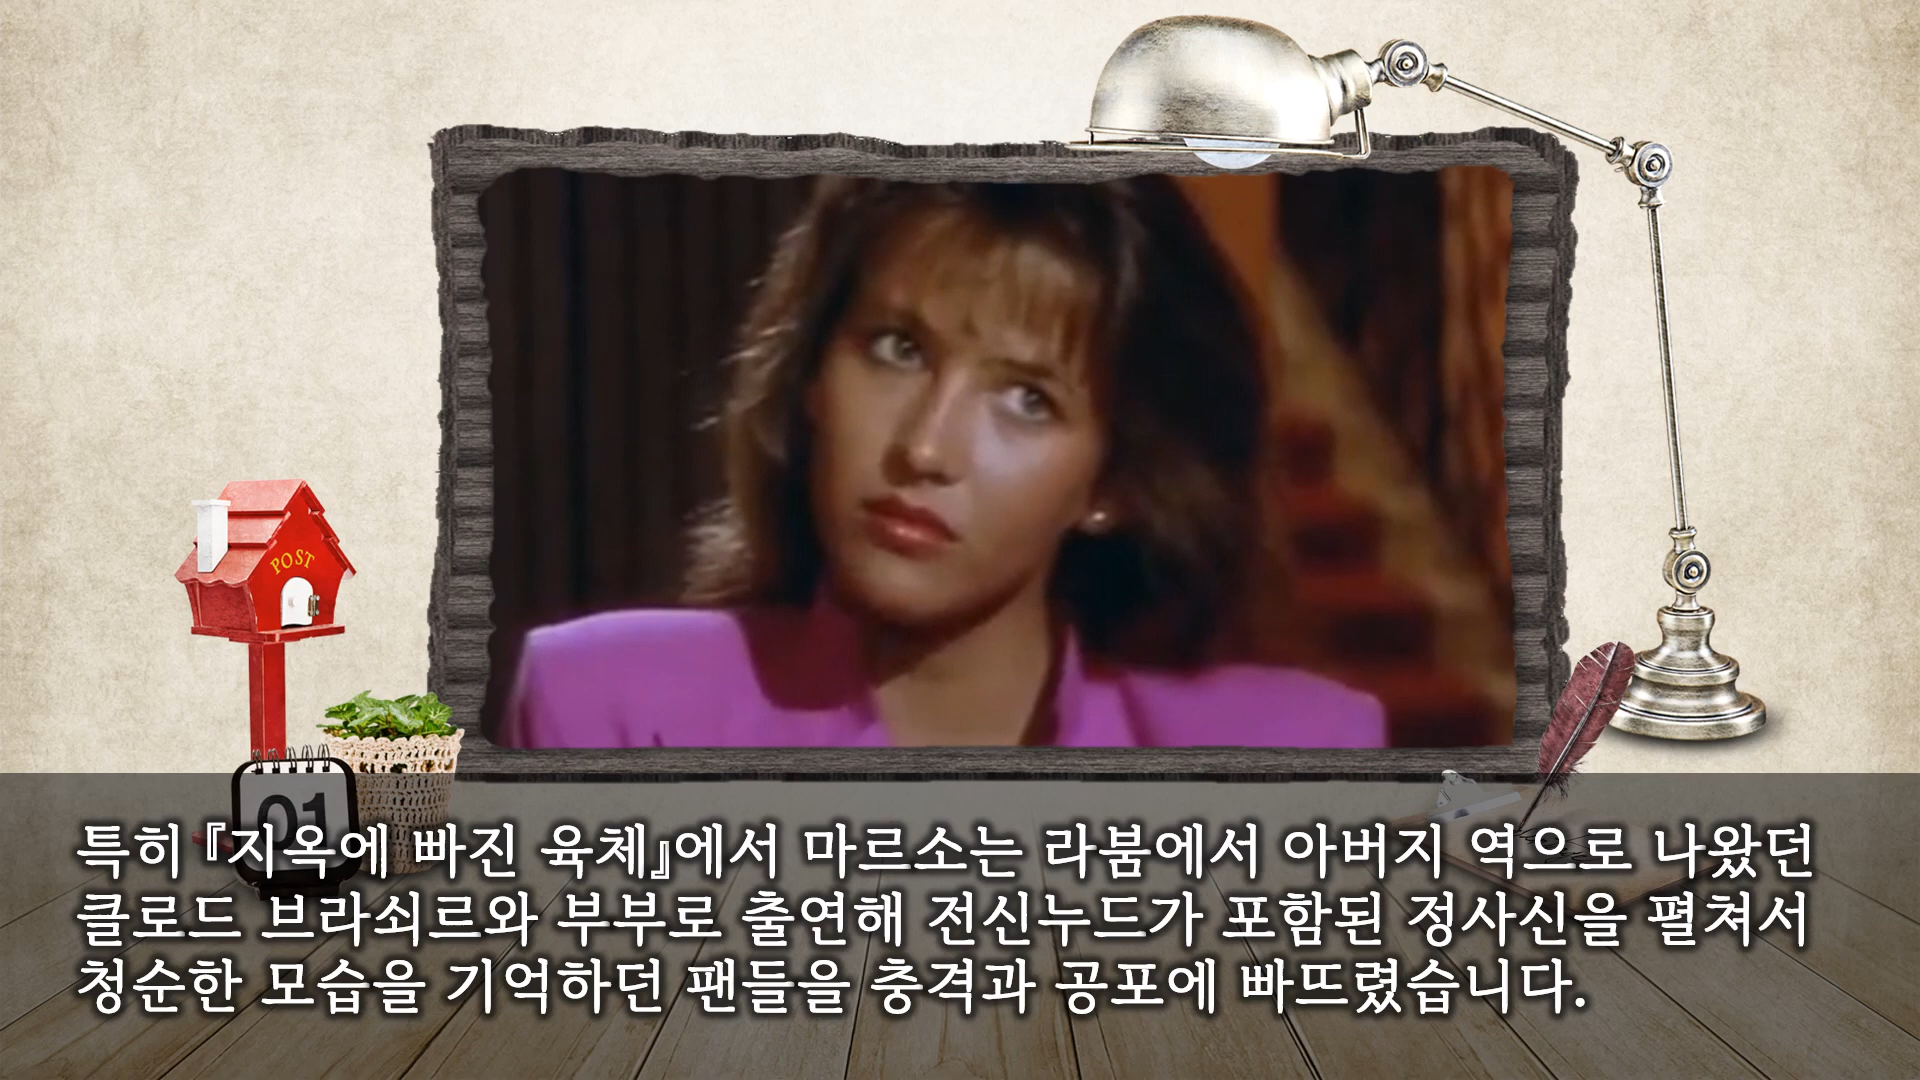 POST
01
특히 『지옥에 빠진 육체』에서 마르소는 라붐에서 아버지 역으로 나왔던
클로드 브라쇠르와 부부로 출연해 전신누드가 포함된 정사신을 펼쳐서
청순한 모습을 기억하던 팬들을 충격과 공포에 빠뜨렸습니다.